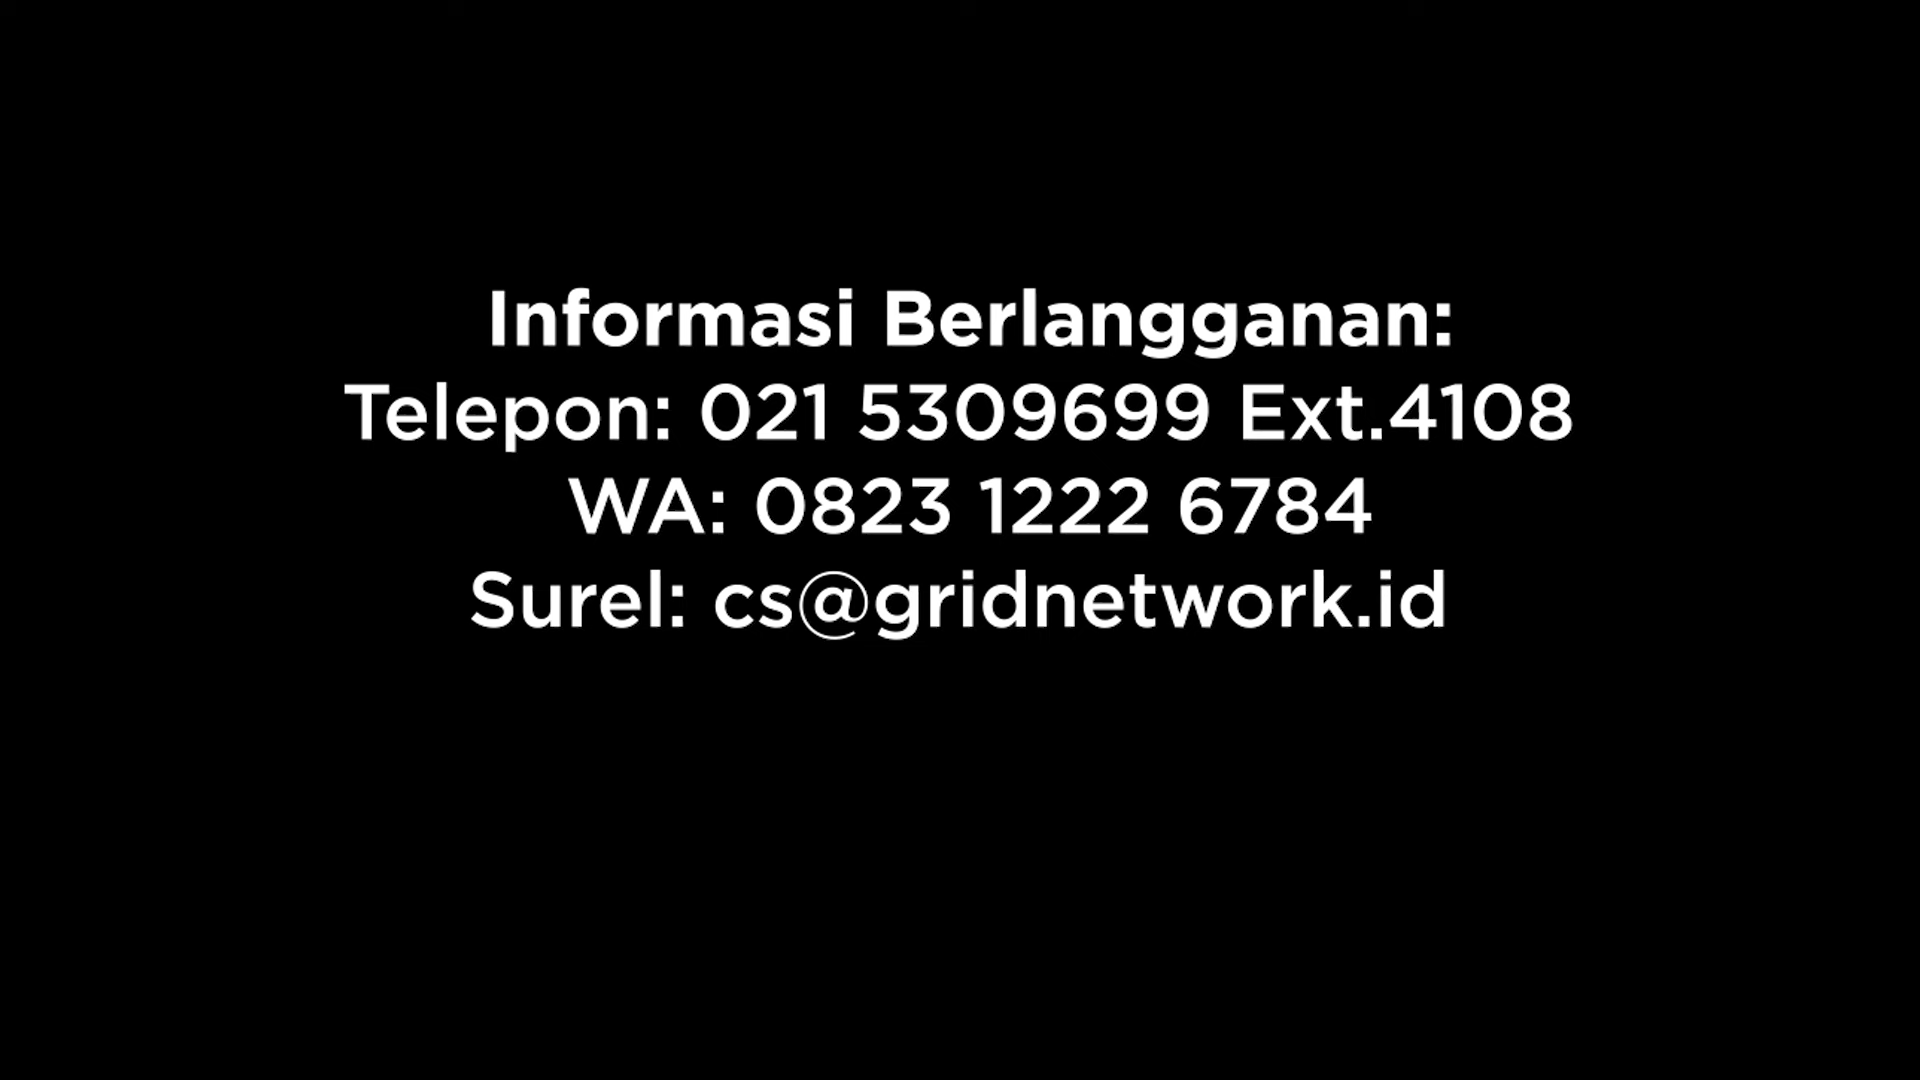 Informasi Berlangganan:
Telepon: 021 5309699 Ext.4108
WA: 0823 1222 6784
Surel: cs@gridnetwork.id